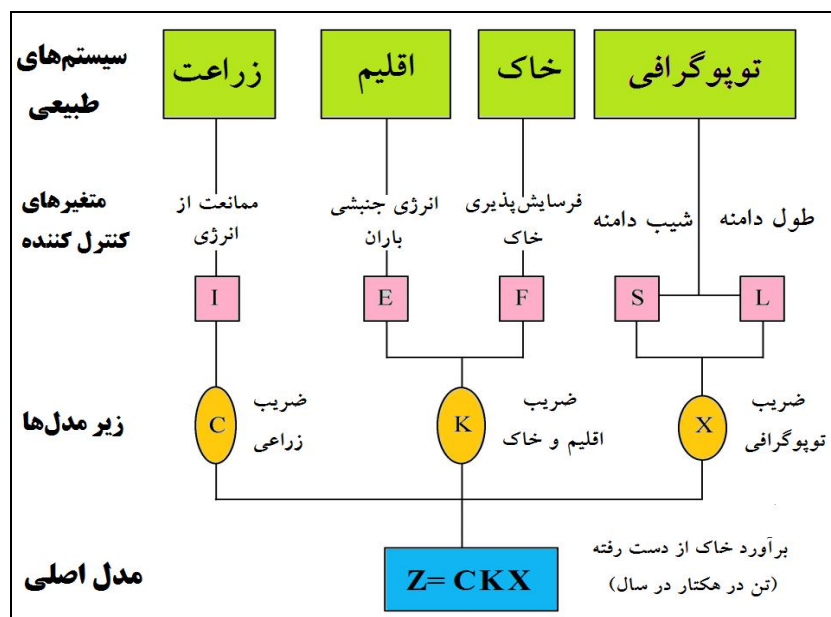 سیستم‌های
طبیعی
توپوگرافی
خاک
اقلیم
زراعت
متغیرهای
کنترل کننده
طول دامنه
شیب دامنه
فرسایش‌پذیری
خاک
انرژی جنبشی
باران
ممانعت از
انرژی
L
S
F
E
I
زیر مدل‌ها
X
ضریب
توپوگرافی
K
ضریب
اقلیم و خاک
C
ضریب
زراعی
مدل اصلی
Z= CKX
برآورد خاک از دست رفته
(تن در هکتار در سال)